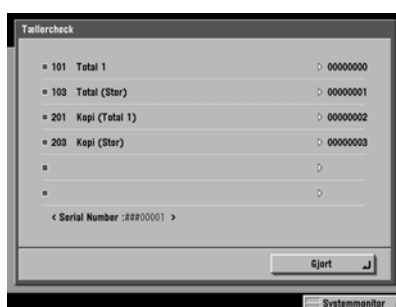 Tællercheck
101 Total 1 00000000
103 Total (Stor) 00000001
201 Kopi (Total 1) 00000002
203 Kopi (Stor) 00000003
< Serial Number :###00001 >
Gjort
Systemmonitor